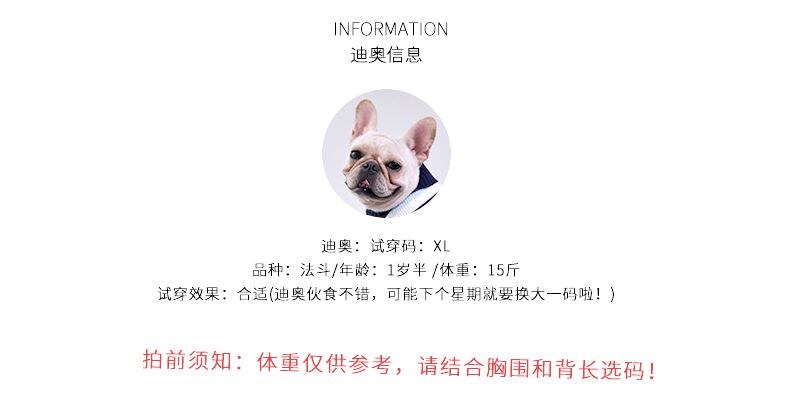 INFORMATION
迪奥信息
迪奥：试穿码：XL
品种：法斗/年龄：1岁半 /体重：15斤
试穿效果：合适(迪奥伙食不错，可能下个星期就要换大一码啦！)
拍前须知：体重仅供参考，请结合胸围和背长选码！